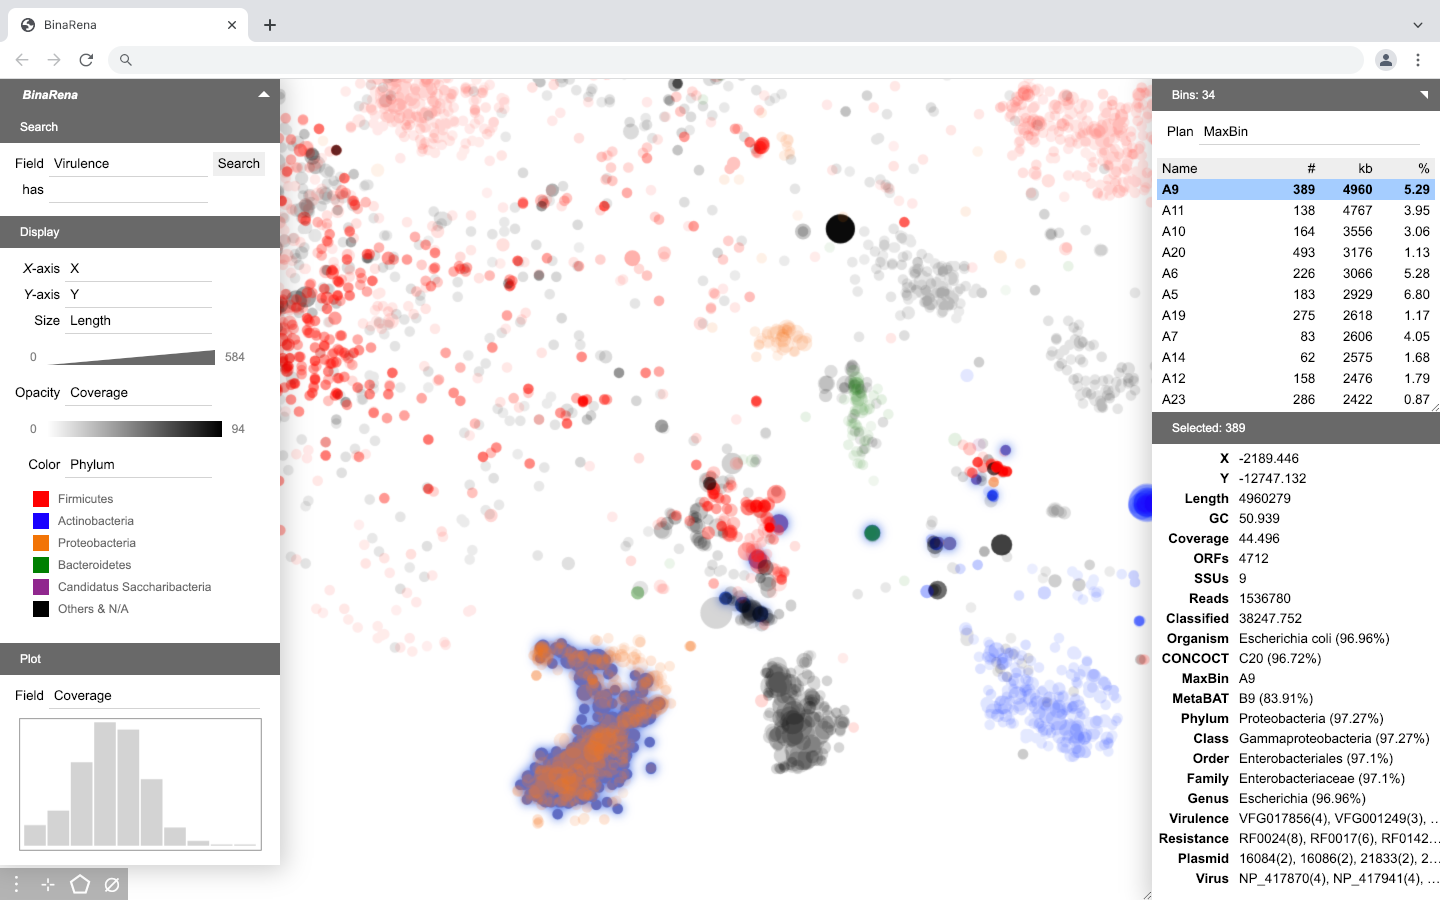 BinaRena
BinaRena
Search
Field Virulence Search
has
Display
X-axis X
Y-axis Y
Size Length
0 584
Opacity Coverage
0 94
Color Phylum
Firmicutes
Actinobacteria
Proteobacteria
Bacteroidetes
Candidatus Saccharibacteria
Others & N/A
Plot
Field Coverage
Bins: 34
Plan MaxBin
Name # kb %
A9 389 4960 5.29
A11 138 4767 3.95
A10 164 3556 3.06
A20 493 3176 1.13
A6 226 3066 5.28
A5 183 2929 6.80
A19 275 2618 1.17
A7 83 2606 4.05
A14 62 2575 1.68
A12 158 2476 1.79
A23 286 2422 0.87
Selected: 389
X -2189.446
Y -12747.132
Length 4960279
GC 50.939
Coverage 44.496
ORFs 4712
SSUs 9
Reads 1536780
Classified 38247.752
Organism Escherichia coli (96.96%)
CONCOCT C20 (96.72%)
MaxBin A9
MetaBAT B9 (83.91%)
Phylum Proteobacteria (97.27%)
Class Gammaproteobacteria (97.27%)
Order Enterobacteriales (97.1%)
Family Enterobacteriaceae (97.1%)
Genus Escherichia (96.96%)
Virulence VFG017856(4), VFG001249(3), ...
Resistance RF0024(8), RF0017(6), RF0142...
Plasmid 16084(2), 16086(2), 21833(2), 2...
Virus NP_417870(4), NP_417941(4), ...